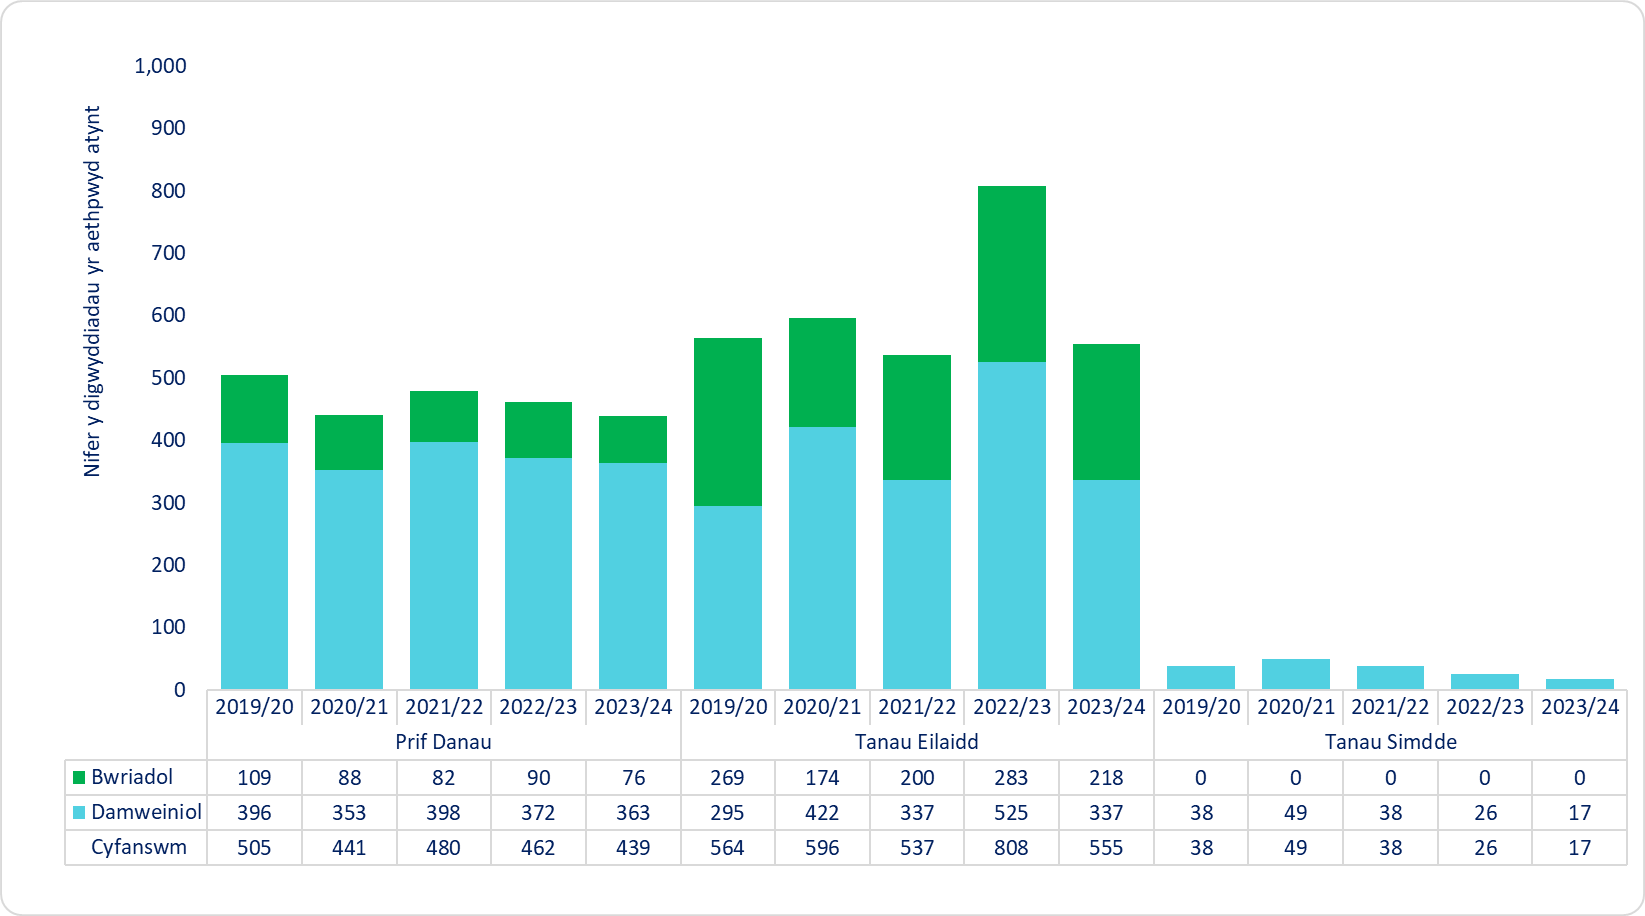 Nifer y digwyddiadau yr aethpwyd atynt
1,000
900
800
700
600
500
400
300
200
100
0
2019/20 2020/21 2021/22 2022/23 2023/24 2019/20 2020/21 2021/22 2022/23 2023/24 2019/20 2020/21 2021/22 2022/23 2023/24
Prif Danau Tanau Eilaidd Tanau Simdde
Bwriadol 109 88 82 90 76 269 174 200 283 218 0 0 0 0 0
Damweiniol 396 353 398 372 363 295 422 337 525 337 38 49 38 26 17
Cyfanswm 505 441 480 462 439 564 596 537 808 555 38 49 38 26 17